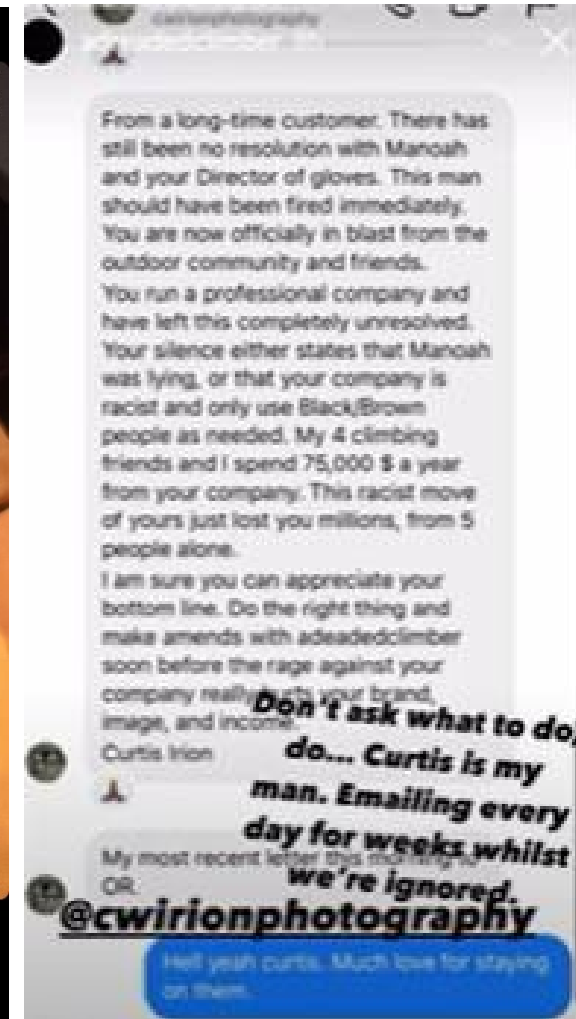 cwirionphotography
From a long-time customer. There has
still been no resolution with Manoah
and your Director of gloves. This man
should have been fired immediately.
You are now officially in blast from the
outdoor community and friends.
You run a professional company and
have left this completely unresolved.
Your silence either states that Manoah
was lying, or that your company is
racist and only use Black/Brown
people as needed. My 4 climbing
friends and I spend 75,000 $ a year
from your company. This racist move
of yours just lost you millions, from 5
people alone.
I am sure you can appreciate your
bottom line. Do the right thing and
make amends with adeadedclimber
soon before the rage against your
company really hurts your brand,
image, and income.
Curtis Irion
Don't ask what to do,
do... Curtis is my
man. Emailing every
day for weeks whilst
we're ignored.
My most recent letter this morning to
OR.
@cwirionphotography
Hell yeah curtis. Much love for staying
on them.